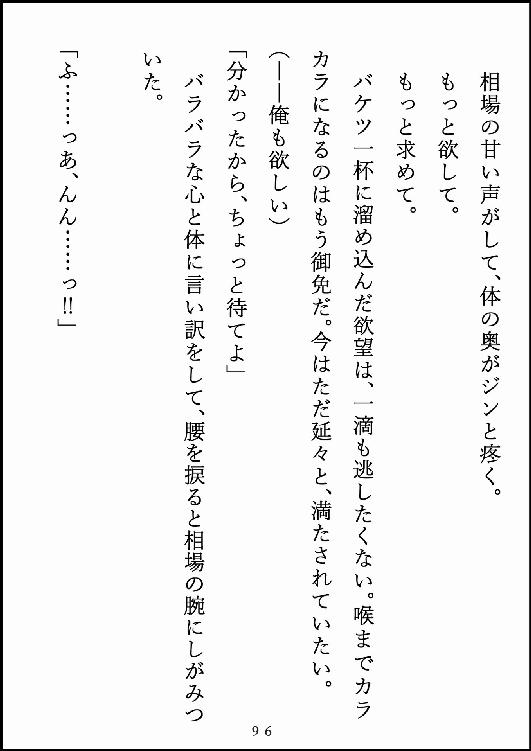 相場の甘い声がして、体の奥がジンと疼く。
もっと欲して。
もっと求めて。
バケツ一杯に溜め込んだ欲望は、一滴も逃したくない。喉までカラ
カラになるのはもう御免だ。今はただ延々と、満たされていたい。
(――俺も欲しい)
「分かったから、ちょっと待てよ」
バラバラな心と体に言い訳をして、腰を捩ると相場の腕にしがみつ
いた。
「ふ……っあ、んん……っ‼」
96